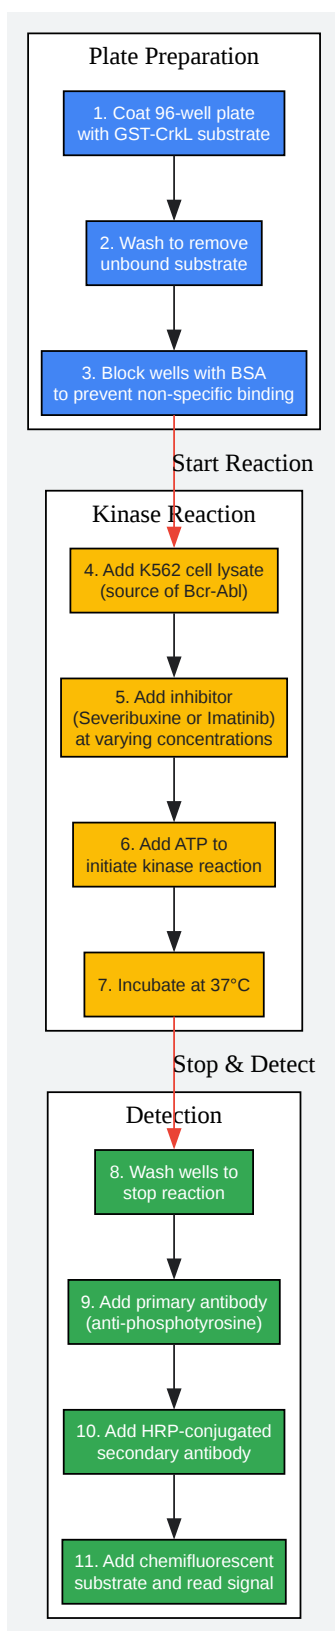 Plate Preparation
1. Coat 96-well plate
with GST-CrkL substrate
2. Wash to remove
unbound substrate
3. Block wells with BSA
to prevent non-specific binding
Start Reaction
Kinase Reaction
4. Add K562 cell lysate
(source of Bcr-Abl)
5. Add inhibitor
(Severibuxine or Imatinib)
at varying concentrations
6. Add ATP to
initiate kinase reaction
7. Incubate at 37°C
Stop & Detect
Detection
8. Wash wells to
stop reaction
9. Add primary antibody
(anti-phosphotyrosine)
10. Add HRP-conjugated
secondary antibody
11. Add chemifluorescent
substrate and read signal